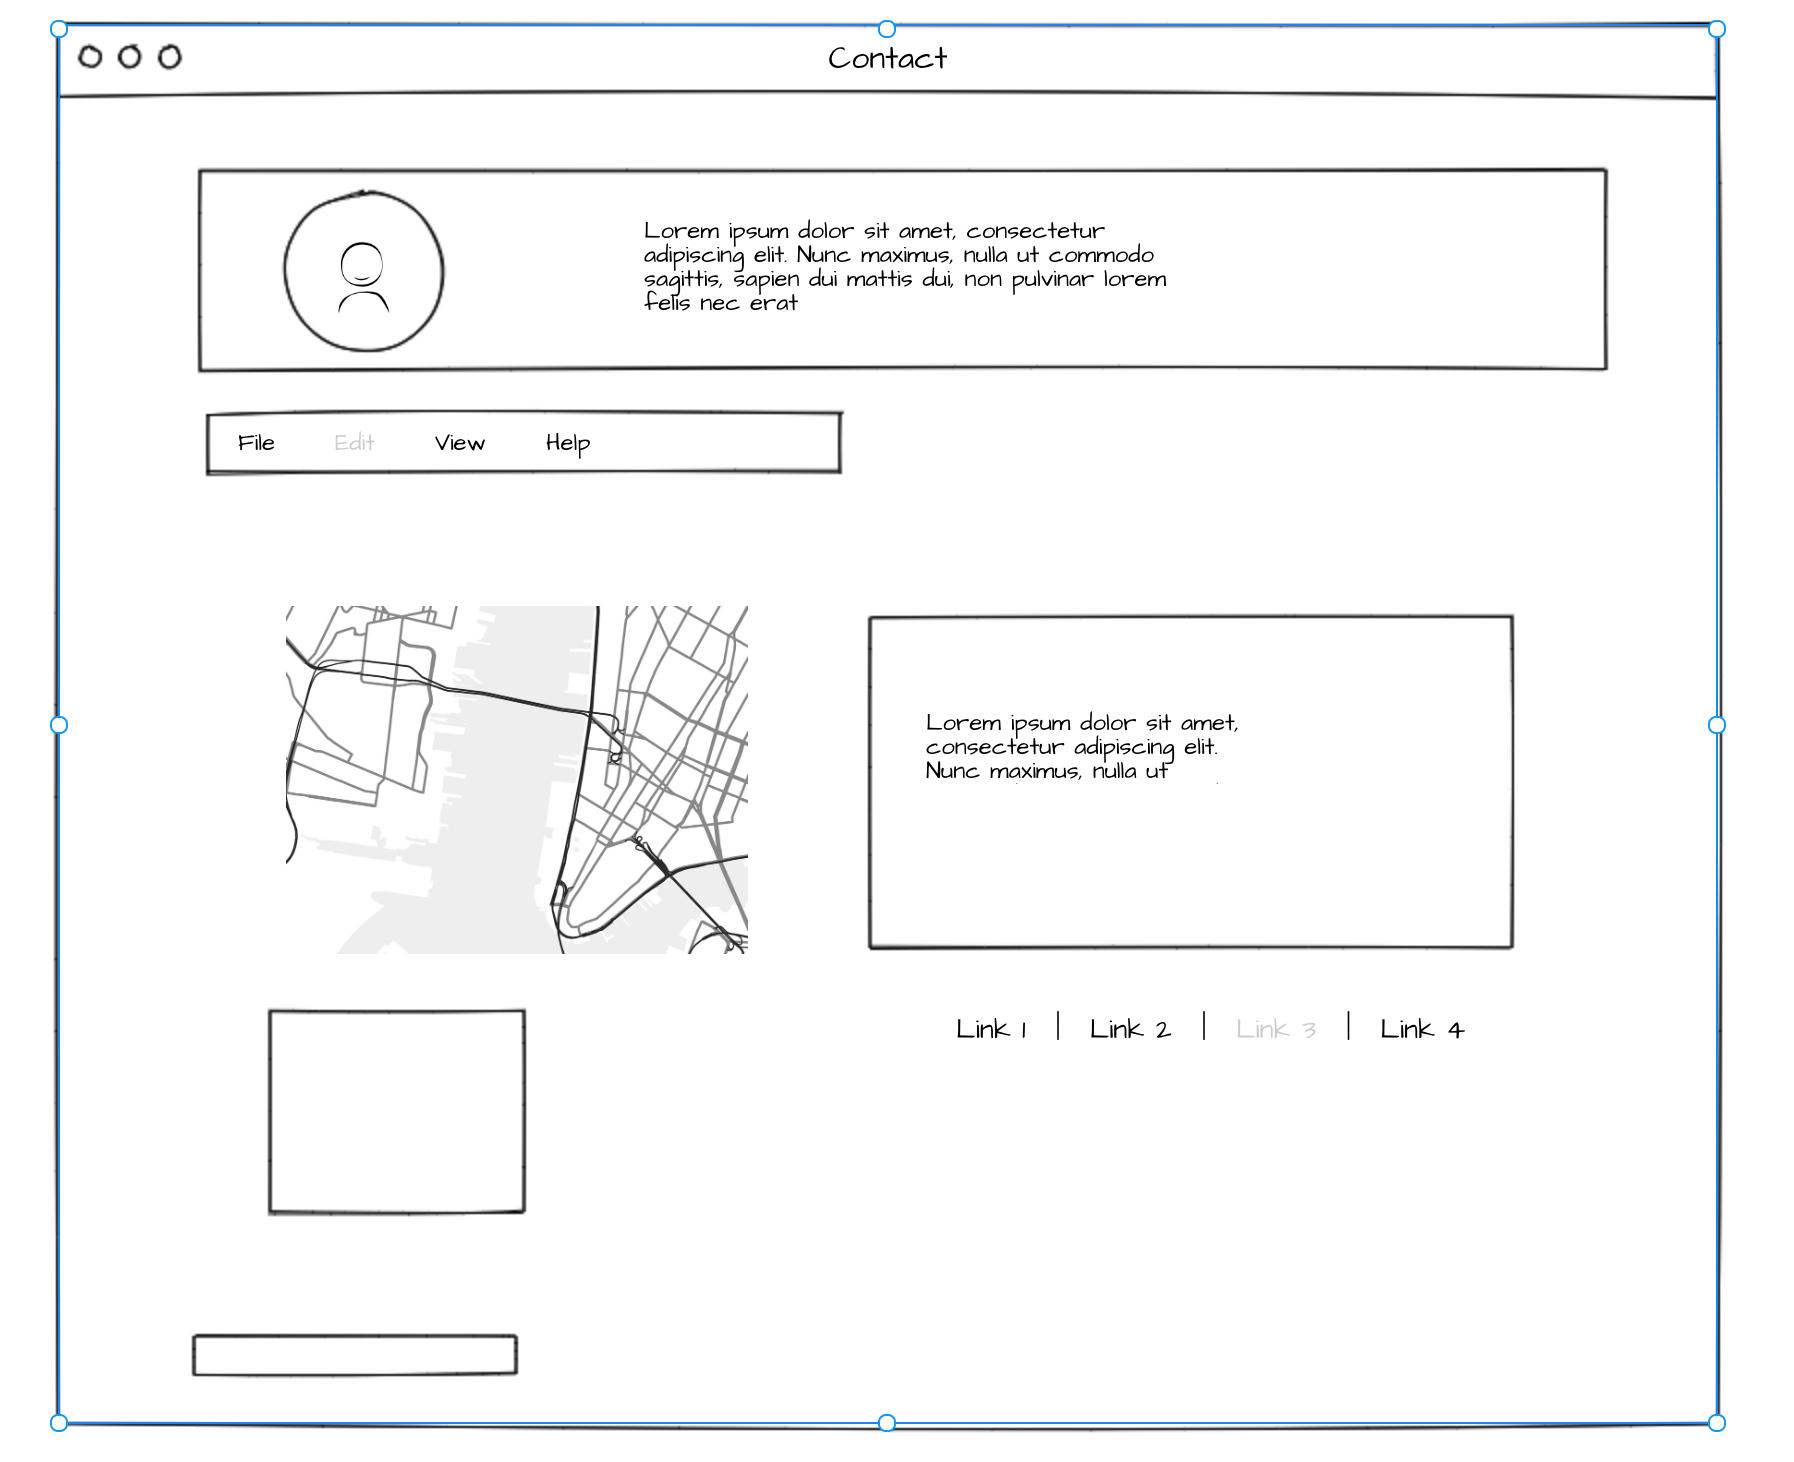 Contact
Lorem ipsum dolor sit amet, consectetur
adipiscing elit. Nunc maximus, nulla ut commodo
sagittis, sapien dui mattis dui, non pulvinar lorem
felis nec erat
File Edit View Help
Lorem ipsum dolor sit amet,
consectetur adipiscing elit.
Nunc maximus, nulla ut
Link 1 | Link 2 | Link 3 | Link 4